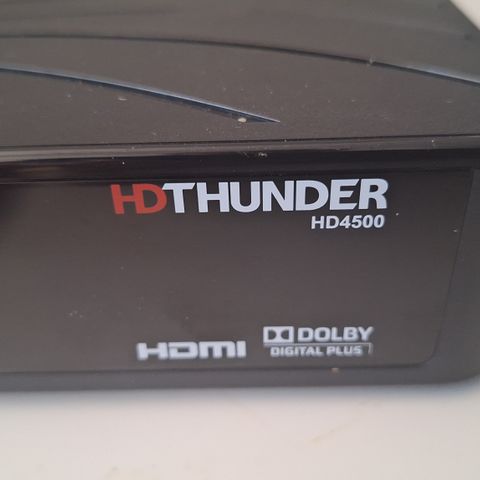 HDTHUNDER
HD4500
HDMI
DOLBY
DIGITAL PLUS